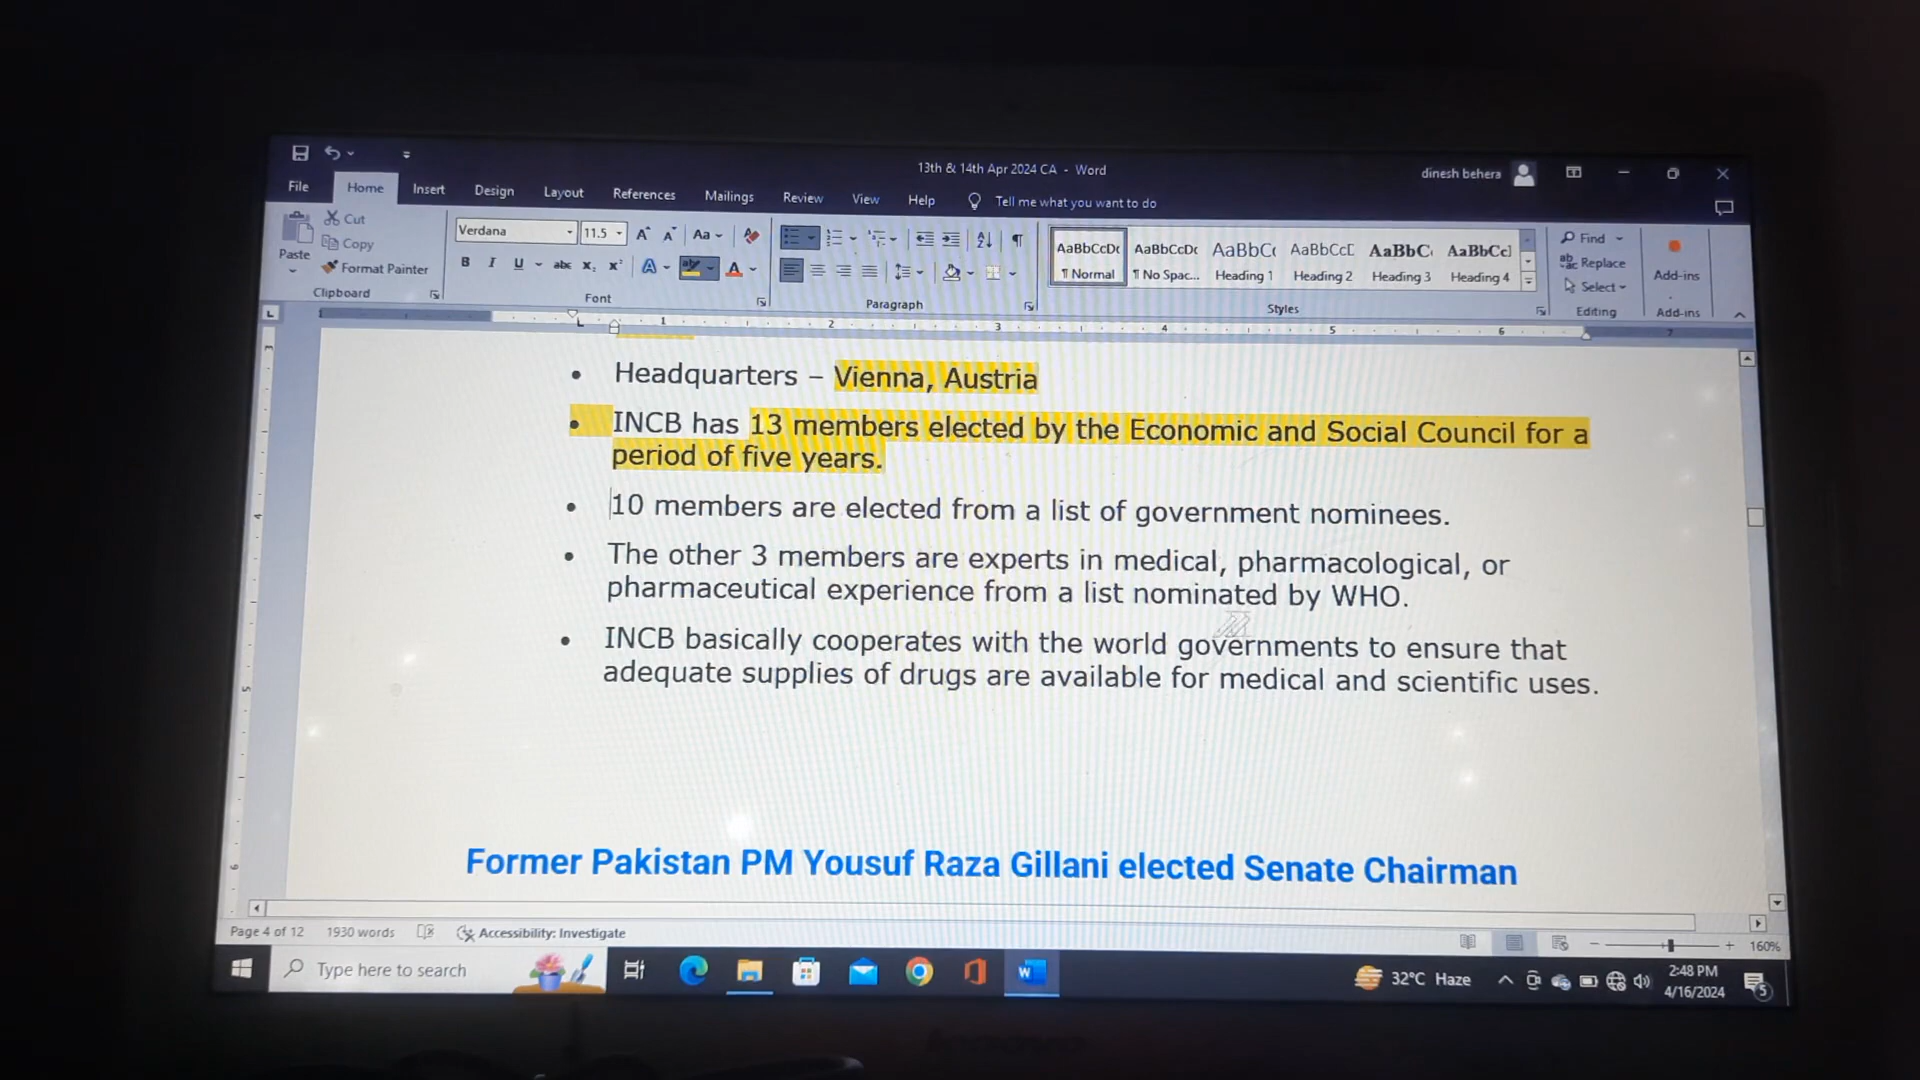 13th & 14th Apr 2024 CA - Word
dinesh behera
File Home Insert Design Layout References Mailings Review View Help Tell me what you want to do
Paste
Cut
Copy
Format Painter
Clipboard
Verdana 11.5
Font
Paragraph
AaBbCcDc AaBbCcDc AaBbC( AaBbCcD AaBbC( AaBbCc]
¶ Normal ¶ No Spac... Heading 1 Heading 2 Heading 3 Heading 4
Styles
Find
Replace
Select
Editing
Add-ins
Add-ins
• Headquarters – Vienna, Austria
• INCB has 13 members elected by the Economic and Social Council for a
period of five years.
• 10 members are elected from a list of government nominees.
• The other 3 members are experts in medical, pharmacological, or
pharmaceutical experience from a list nominated by WHO.
• INCB basically cooperates with the world governments to ensure that
adequate supplies of drugs are available for medical and scientific uses.
Former Pakistan PM Yousuf Raza Gillani elected Senate Chairman
Page 4 of 12 1930 words Accessibility: Investigate
160%
Type here to search
32°C Haze
2:48 PM
4/16/2024
5